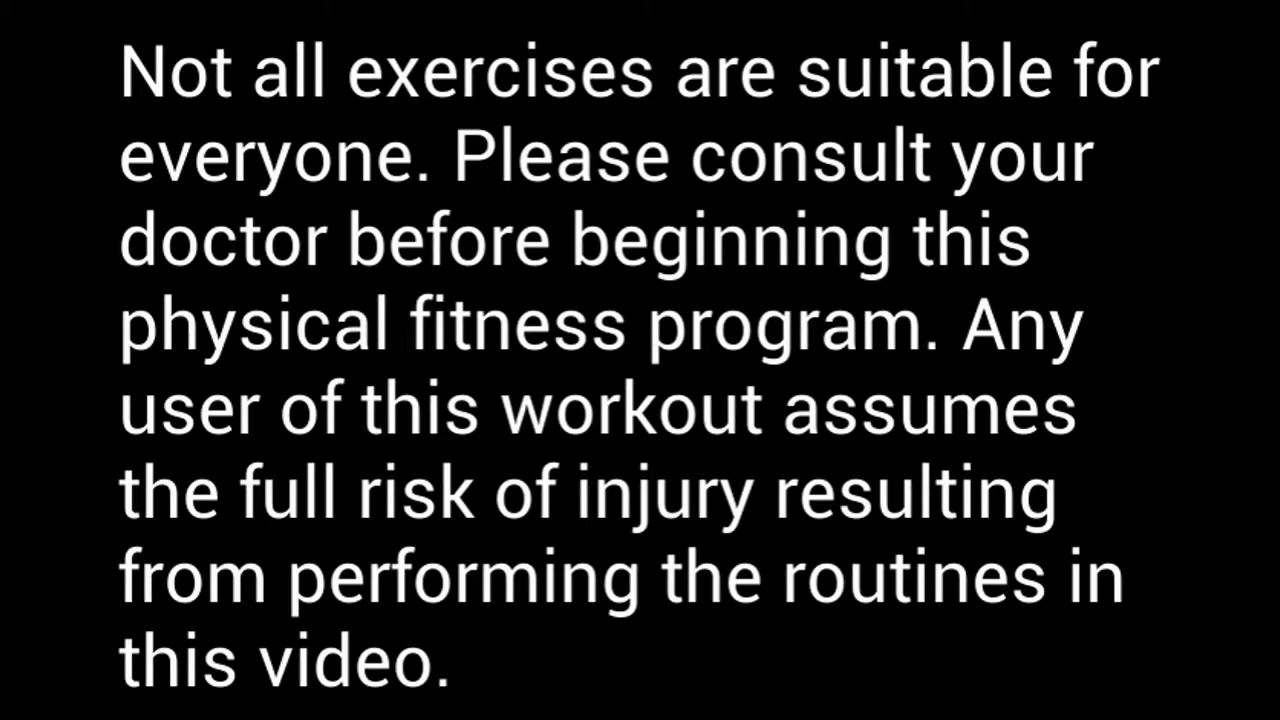 Not all exercises are suitable for
everyone. Please consult your
doctor before beginning this
physical fitness program. Any
user of this workout assumes
the full risk of injury resulting
from performing the routines in
this video.